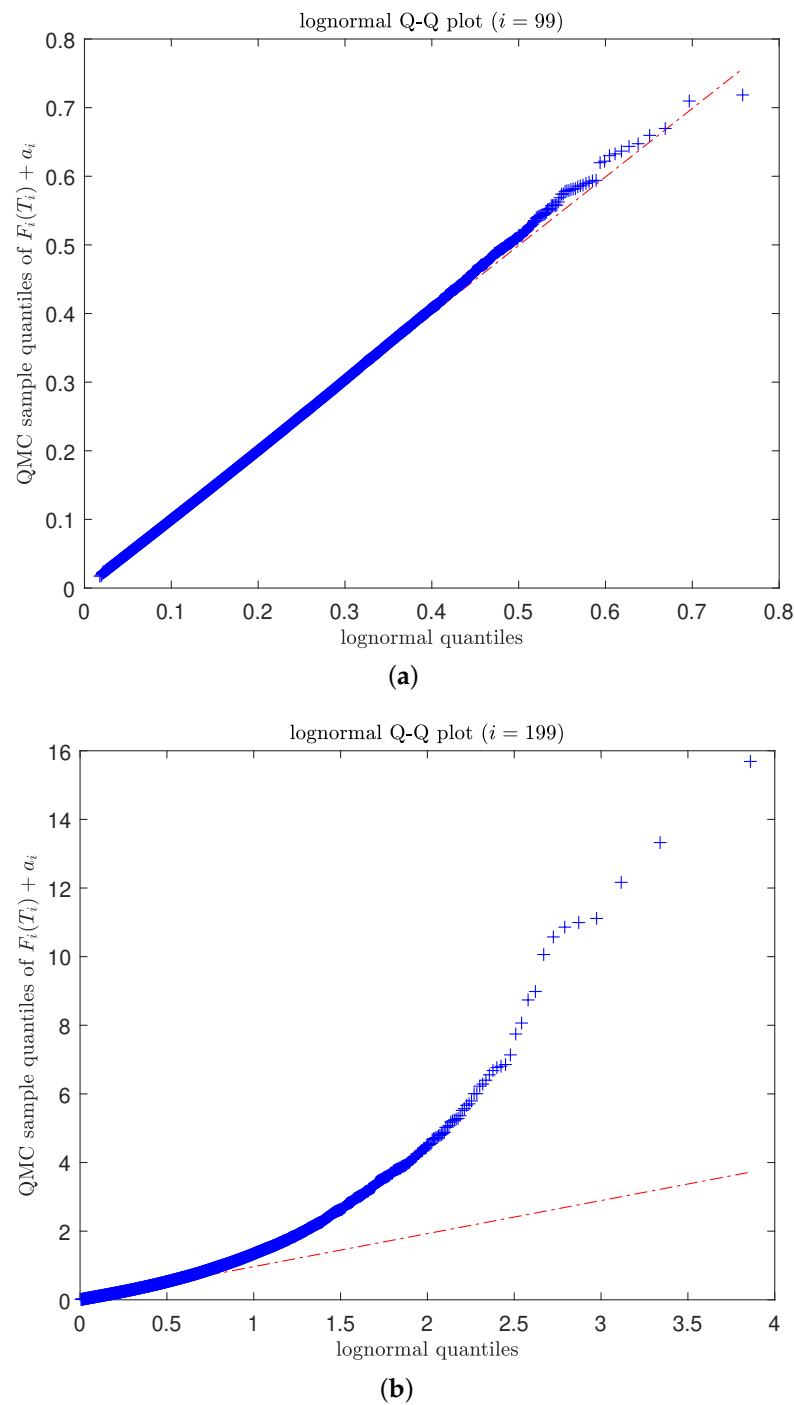 lognormal Q-Q plot (i = 99)
QMC sample quantiles of F_i(T_i) + a_i
0.8
0.7
0.6
0.5
0.4
0.3
0.2
0.1
0
0 0.1 0.2 0.3 0.4 0.5 0.6 0.7 0.8
lognormal quantiles
(a)
lognormal Q-Q plot (i = 199)
QMC sample quantiles of F_i(T_i) + a_i
16
14
12
10
8
6
4
2
0
0 0.5 1 1.5 2 2.5 3 3.5 4
lognormal quantiles
(b)